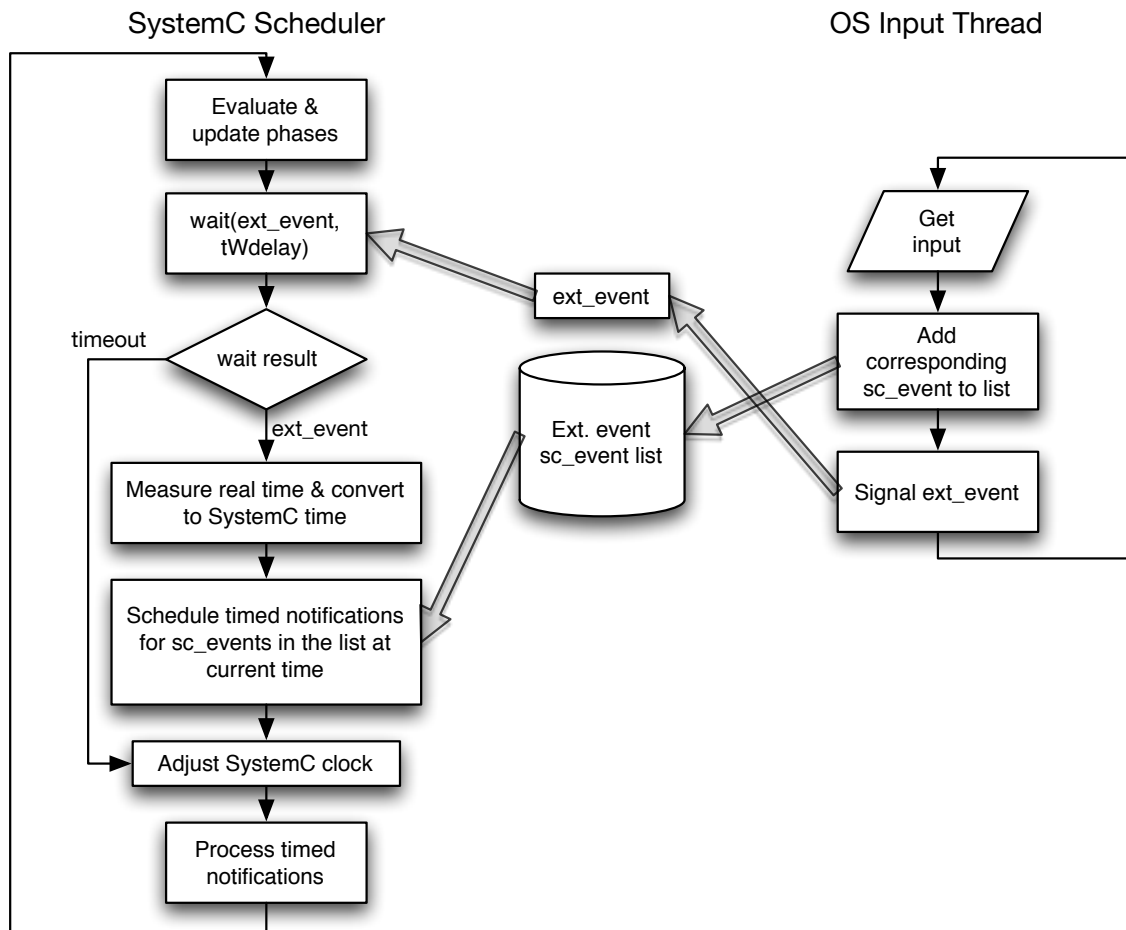 SystemC Scheduler
OS Input Thread
Evaluate &
update phases
wait(ext_event,
tWdelay)
timeout
wait result
ext_event
Measure real time & convert
to SystemC time
Schedule timed notifications
for sc_events in the list at
current time
Adjust SystemC clock
Process timed
notifications
ext_event
Ext. event
sc_event list
Get
input
Add
corresponding
sc_event to list
Signal ext_event